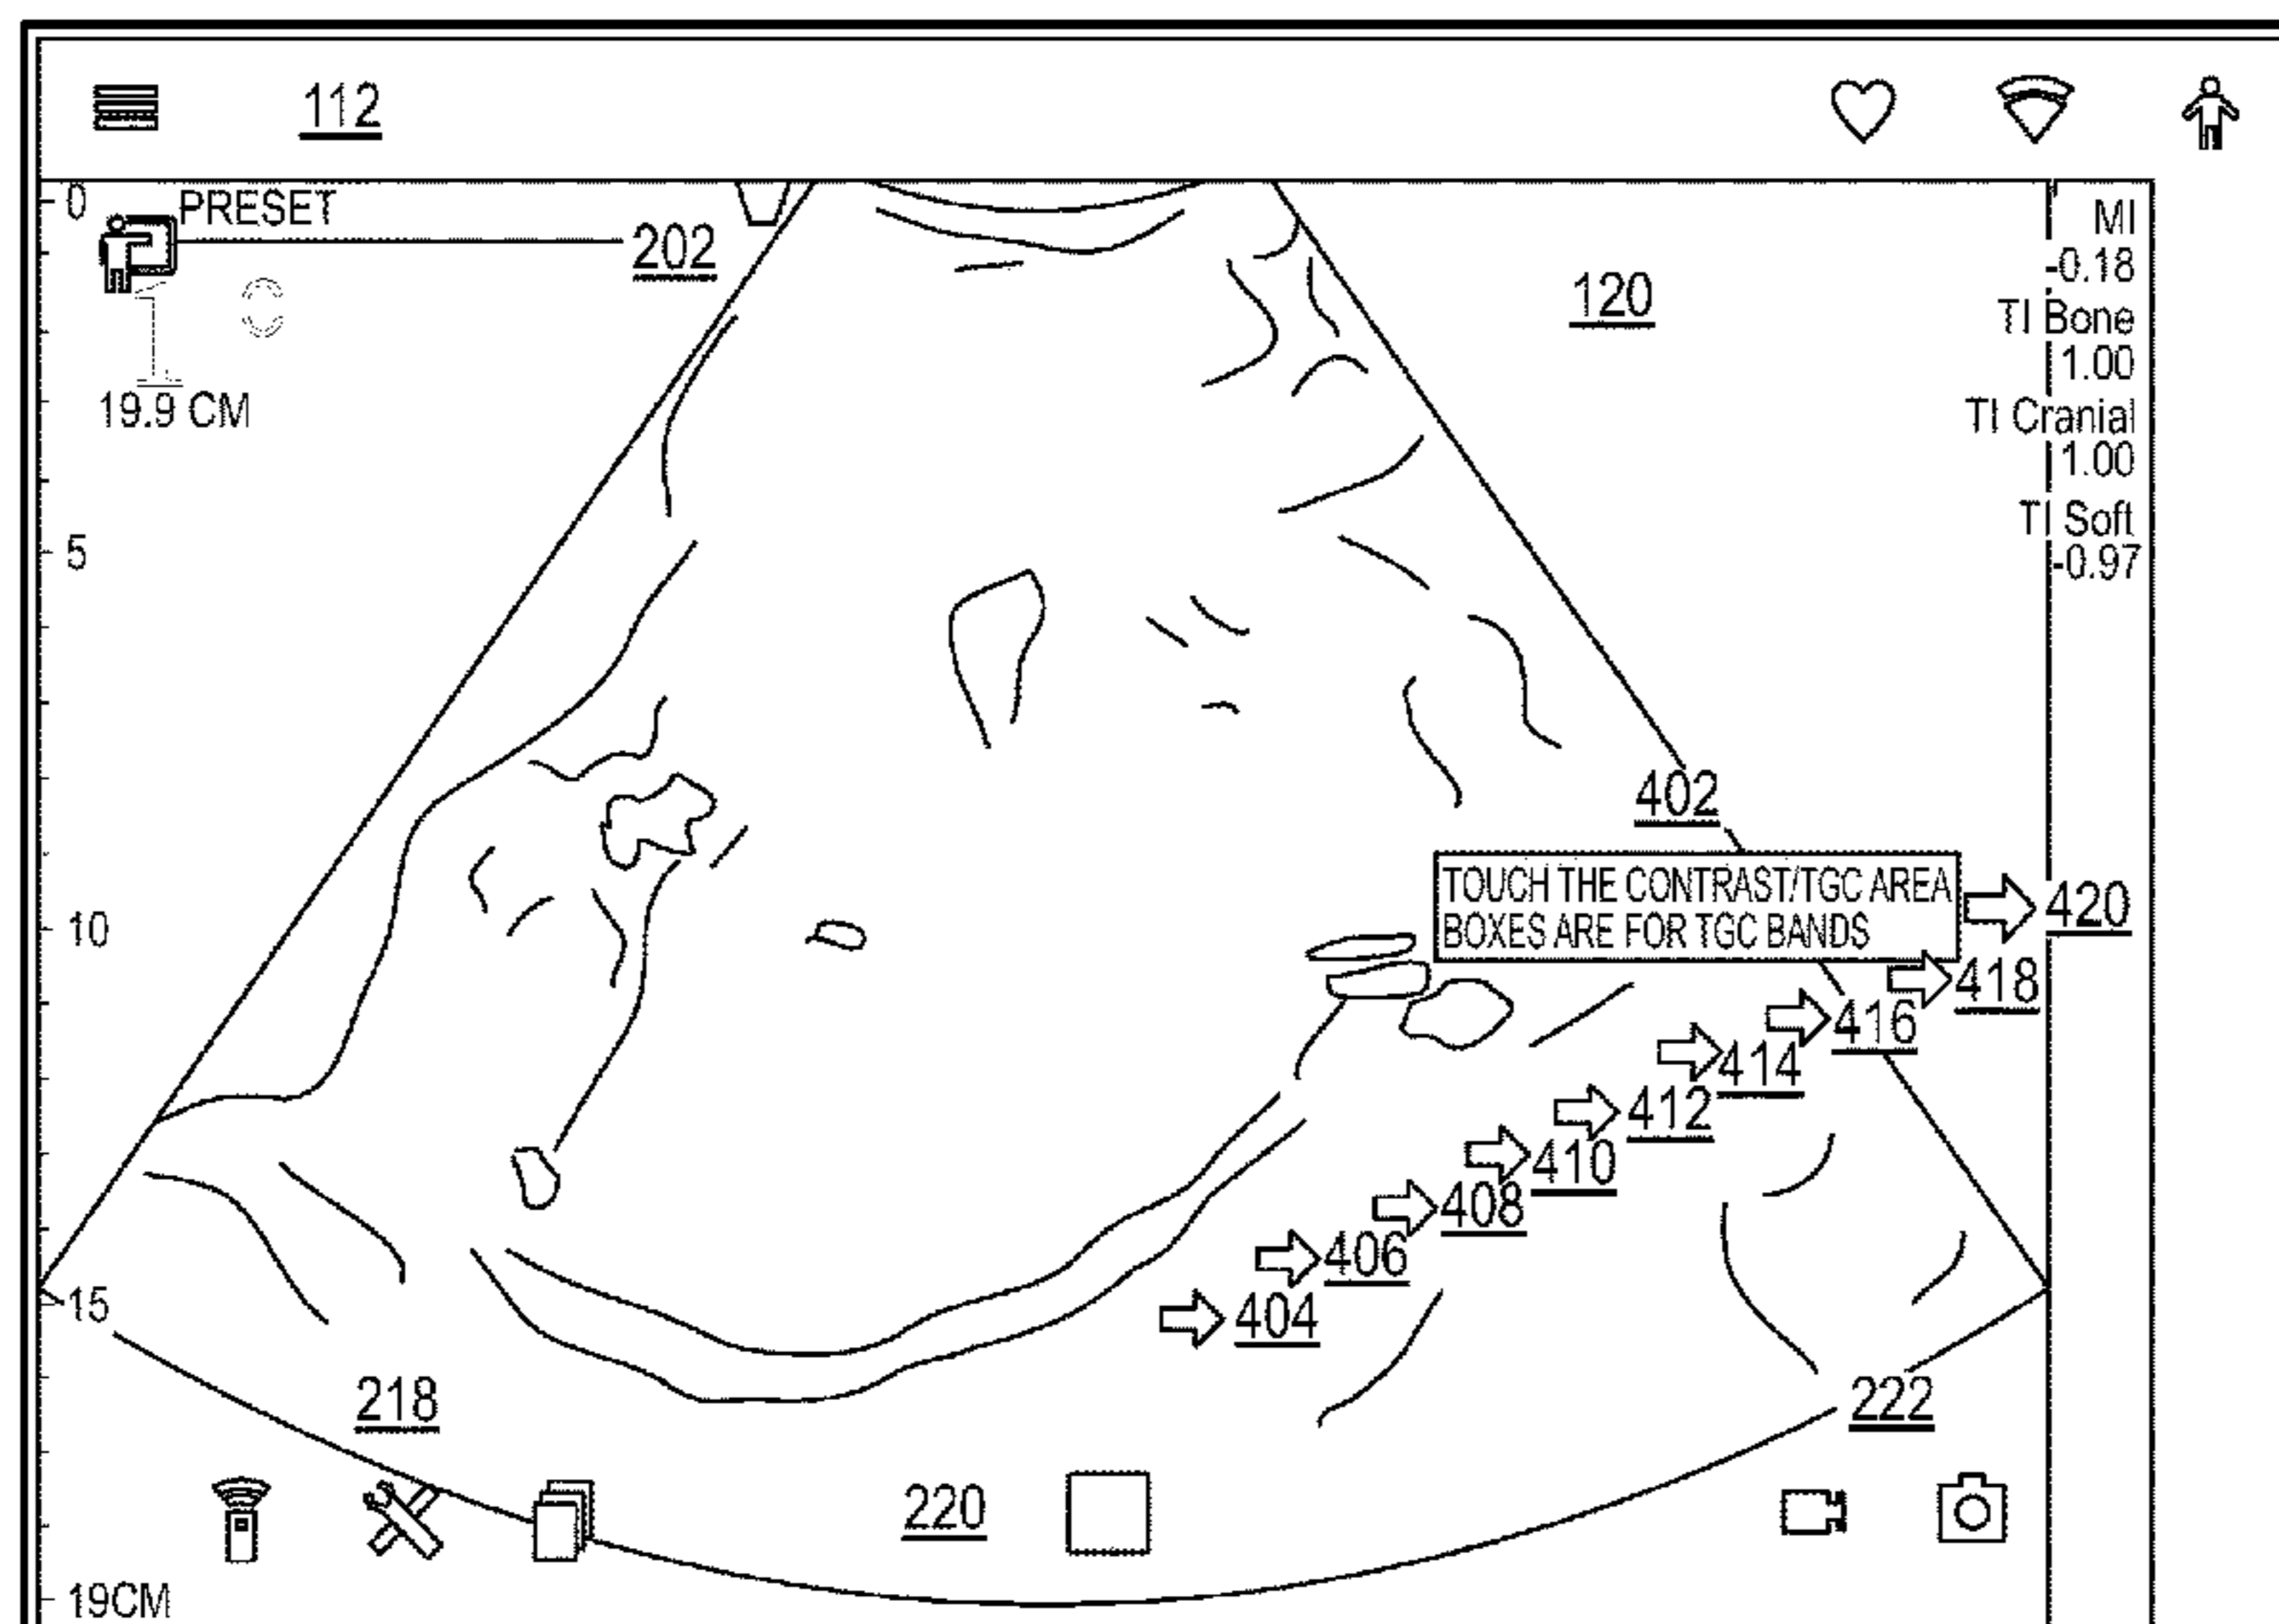 112
0
PRESET
202
19.9 CM
120
MI
-0.18
TI Bone
1.00
TI Cranial
1.00
TI Soft
-0.97
5
402
TOUCH THE CONTRAST/TGC AREA
BOXES ARE FOR TGC BANDS
420
10
418
416
414
412
410
408
406
404
15
218
222
220
19CM